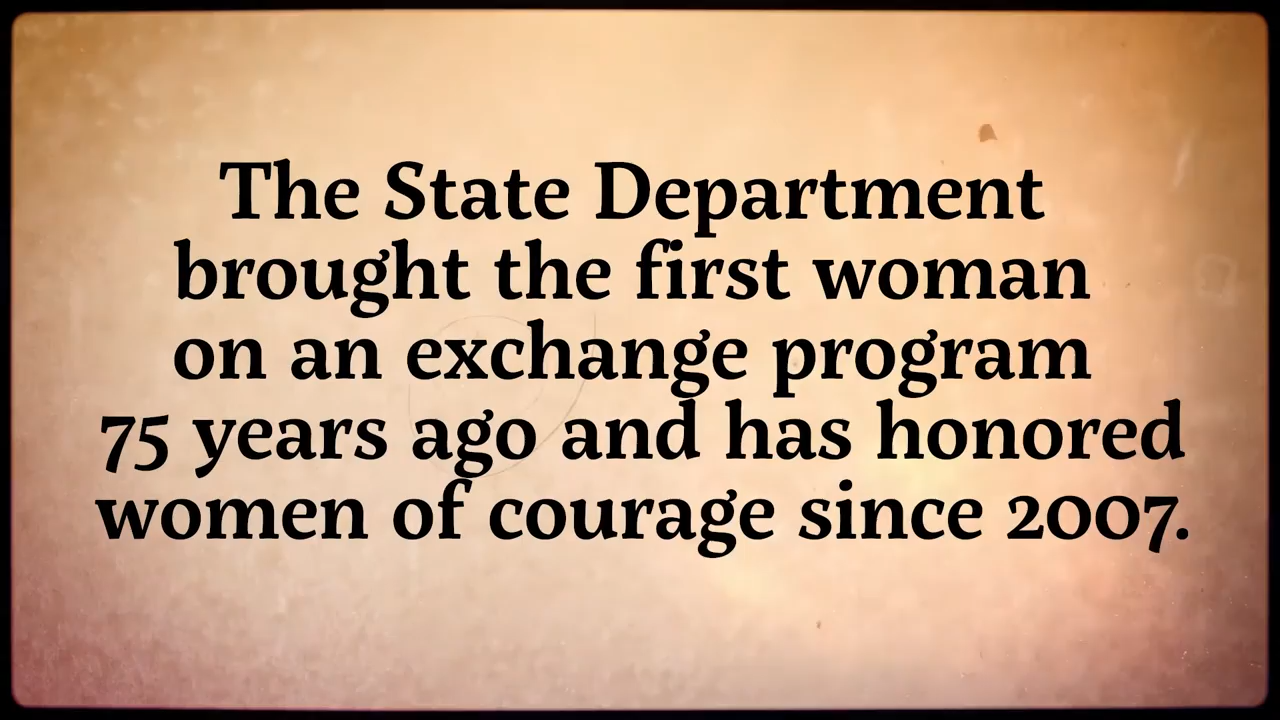 The State Department
brought the first woman
on an exchange program
75 years ago and has honored
women of courage since 2007.